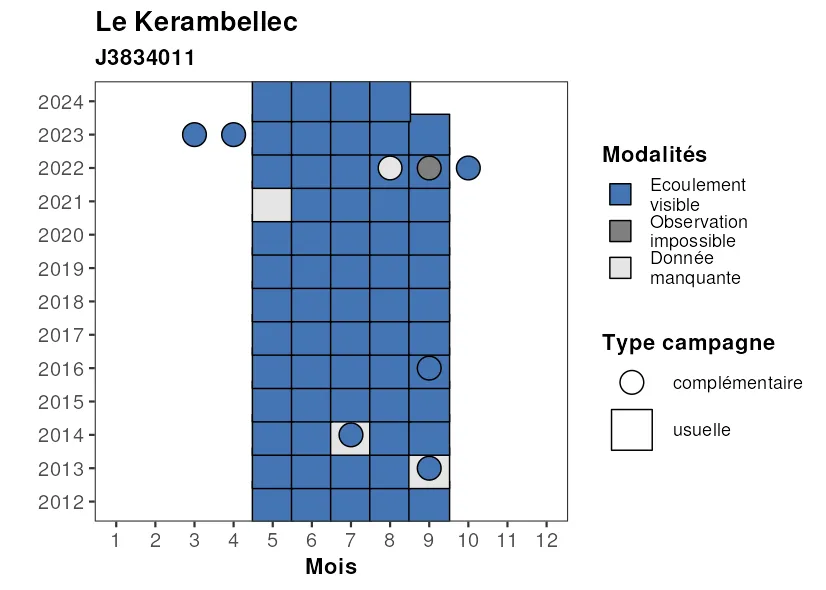 Le Kerambellec
J3834011
2024
2023
2022
2021
2020
2019
2018
2017
2016
2015
2014
2013
2012
1 2 3 4 5 6 7 8 9 10 11 12
Mois
Modalités
Ecoulement
visible
Observation
impossible
Donnée
manquante
Type campagne
complémentaire
usuelle